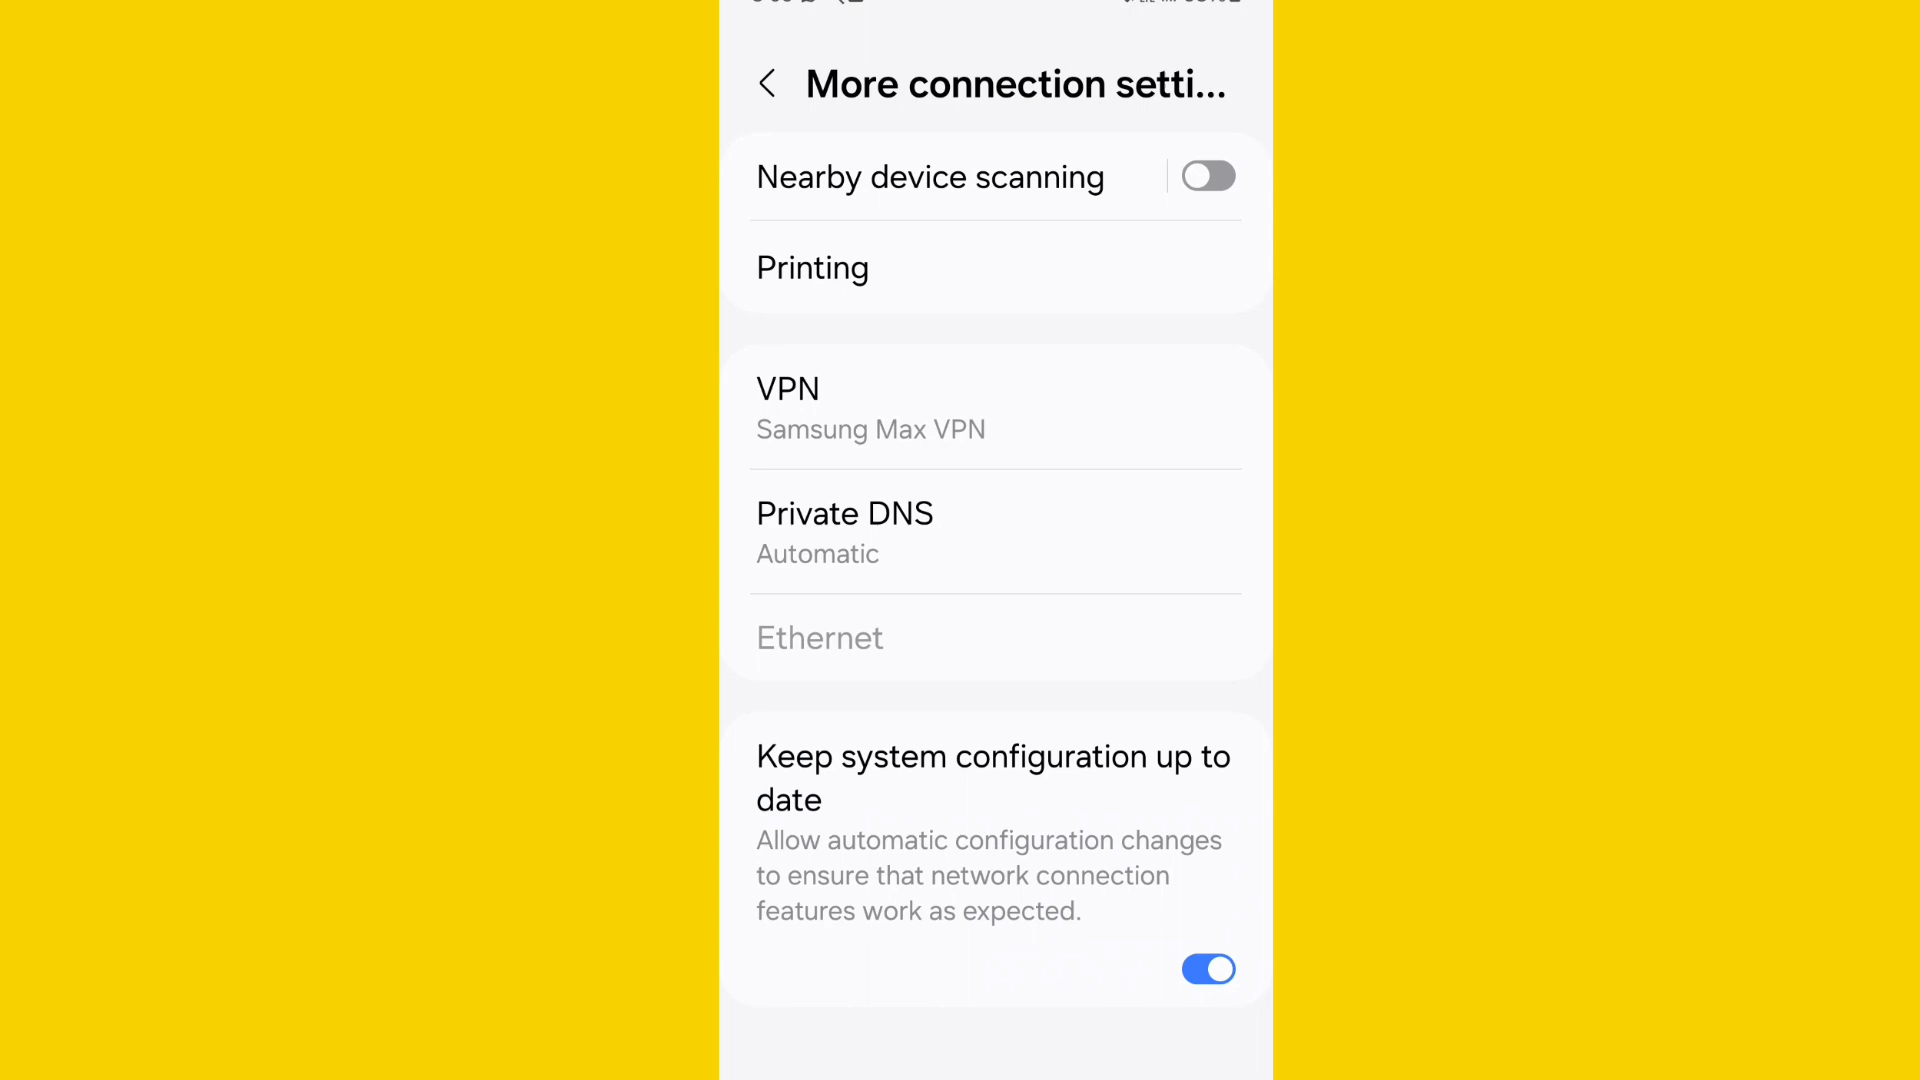 More connection setti...
Nearby device scanning
Printing
VPN
Samsung Max VPN
Private DNS
Automatic
Ethernet
Keep system configuration up to
date
Allow automatic configuration changes
to ensure that network connection
features work as expected.